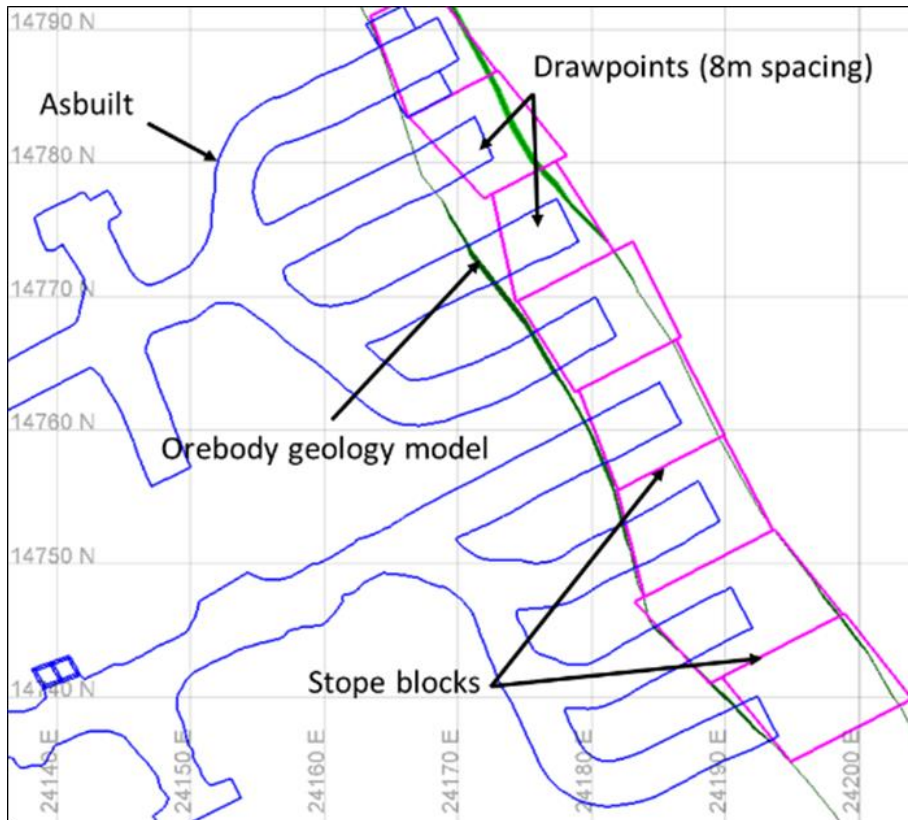 14790 N
Drawpoints (8m spacing)
Asbuilt
14780 N
14770 N
14760 N
Orebody geology model
14750 N
Stope blocks
14740 N
24140 E
24150 E
24160 E
24170 E
24180 E
24190 E
24200 E